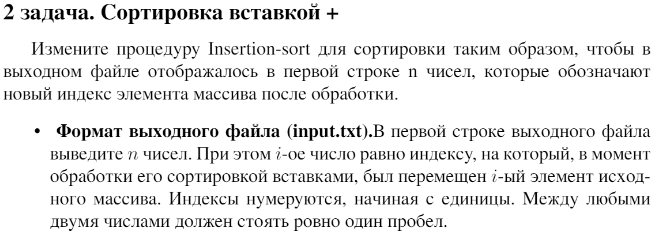 2 задача. Сортировка вставкой +
Измените процедуру Insertion-sort для сортировки таким образом, чтобы в
выходном файле отображалось в первой строке n чисел, которые обозначают
новый индекс элемента массива после обработки.
• Формат выходного файла (input.txt).В первой строке выходного файла
выведите n чисел. При этом i-ое число равно индексу, на который, в момент
обработки его сортировкой вставками, был перемещен i-ый элемент исход-
ного массива. Индексы нумеруются, начиная с единицы. Между любыми
двумя числами должен стоять ровно один пробел.